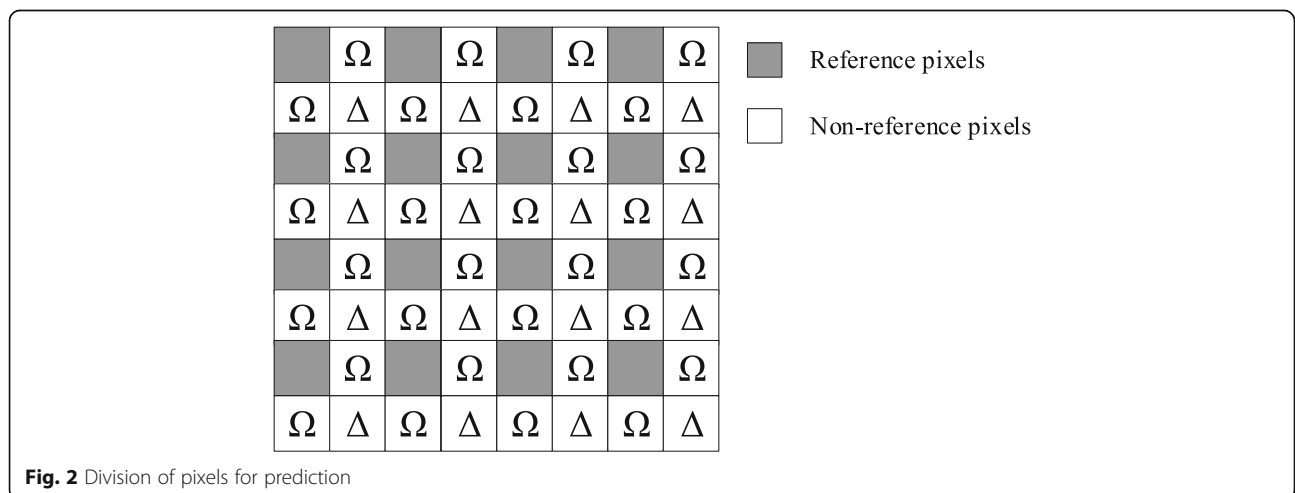 Ω Ω Ω Ω
Ω Δ Ω Δ Ω Δ Ω Δ
Ω Ω Ω Ω
Ω Δ Ω Δ Ω Δ Ω Δ
Ω Ω Ω Ω
Ω Δ Ω Δ Ω Δ Ω Δ
Ω Ω Ω Ω
Ω Δ Ω Δ Ω Δ Ω Δ
Reference pixels
Non-reference pixels
Fig. 2 Division of pixels for prediction